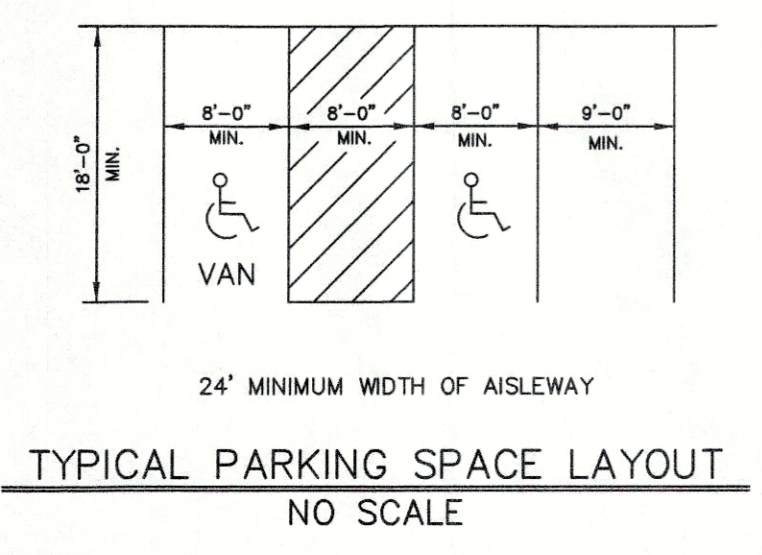 8'-0" 8'-0" 8'-0" 9'-0"
MIN. MIN. MIN. MIN.
18'-0"
MIN.
VAN
24' MINIMUM WIDTH OF AISLEWAY
TYPICAL PARKING SPACE LAYOUT
NO SCALE